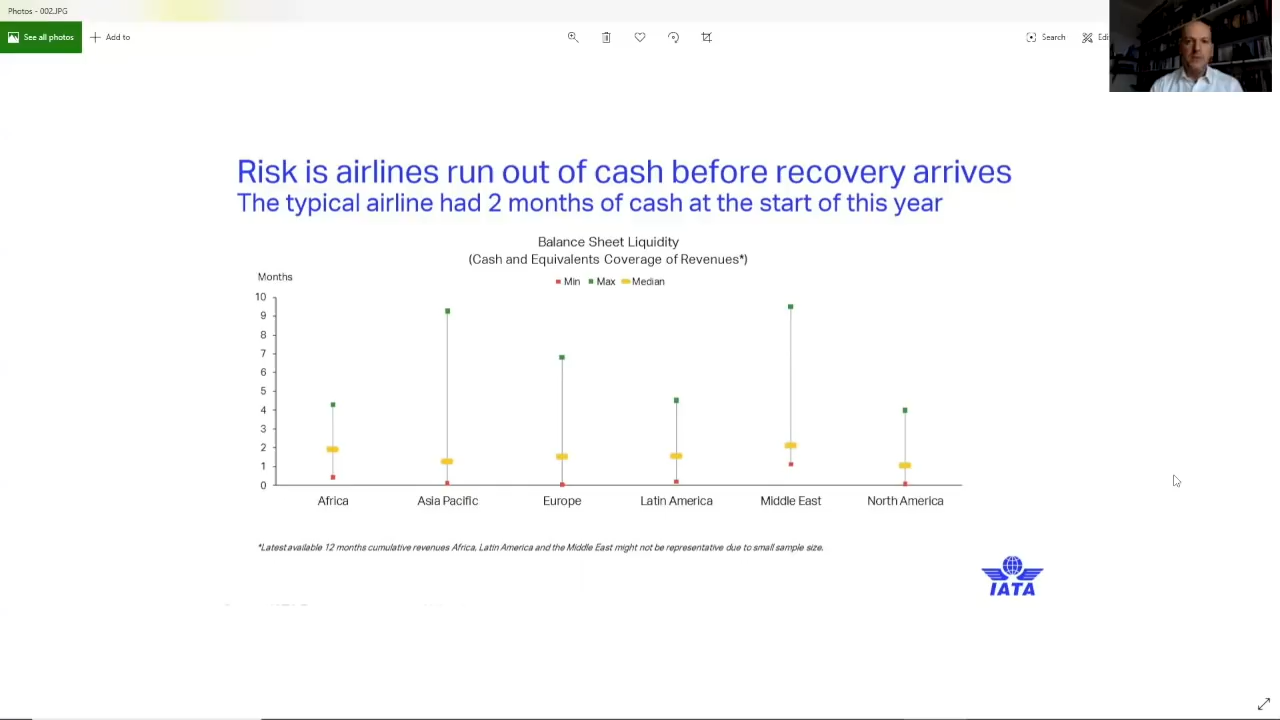 Photos - 002.JPG
See all photos
Add to
Search
Edi
Risk is airlines run out of cash before recovery arrives
The typical airline had 2 months of cash at the start of this year
Balance Sheet Liquidity
(Cash and Equivalents Coverage of Revenues*)
Months
Min Max Median
10
9
8
7
6
5
4
3
2
1
0
Africa Asia Pacific Europe Latin America Middle East North America
*Latest available 12 months cumulative revenues Africa, Latin America and the Middle East might not be representative due to small sample size.
IATA